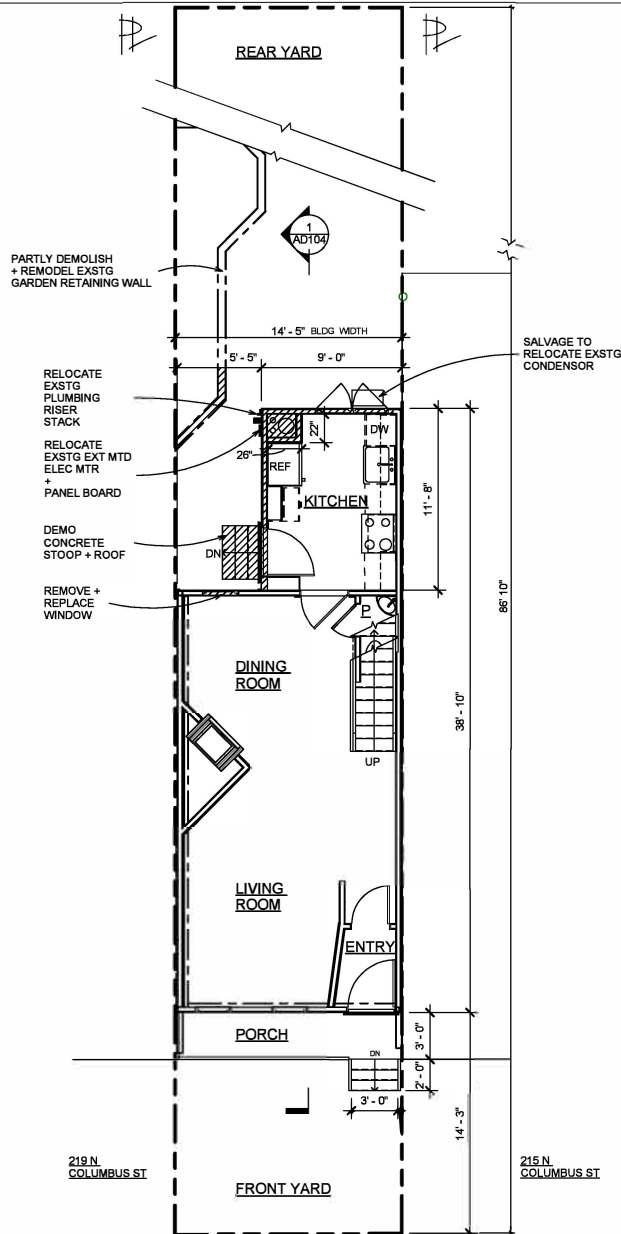 REAR YARD
1
AD104
PARTLY DEMOLISH
+ REMODEL EXSTG
GARDEN RETAINING WALL
14' - 5" BLDG WIDTH
5' - 5"
9' - 0"
SALVAGE TO
RELOCATE EXSTG
CONDENSOR
RELOCATE
EXSTG
PLUMBING
RISER
STACK
22"
DW
26"
REF
RELOCATE
EXSTG EXT MTD
ELEC MTR
+
PANEL BOARD
KITCHEN
11' - 8"
DEMO
CONCRETE
STOOP + ROOF
DN
REMOVE +
REPLACE
WINDOW
P
86' 10"
DINING
ROOM
38' - 10"
UP
LIVING
ROOM
ENTRY
PORCH
3' - 0"
DN
2' - 0"
3' - 0"
14' - 3"
219 N
COLUMBUS ST
215 N
COLUMBUS ST
FRONT YARD